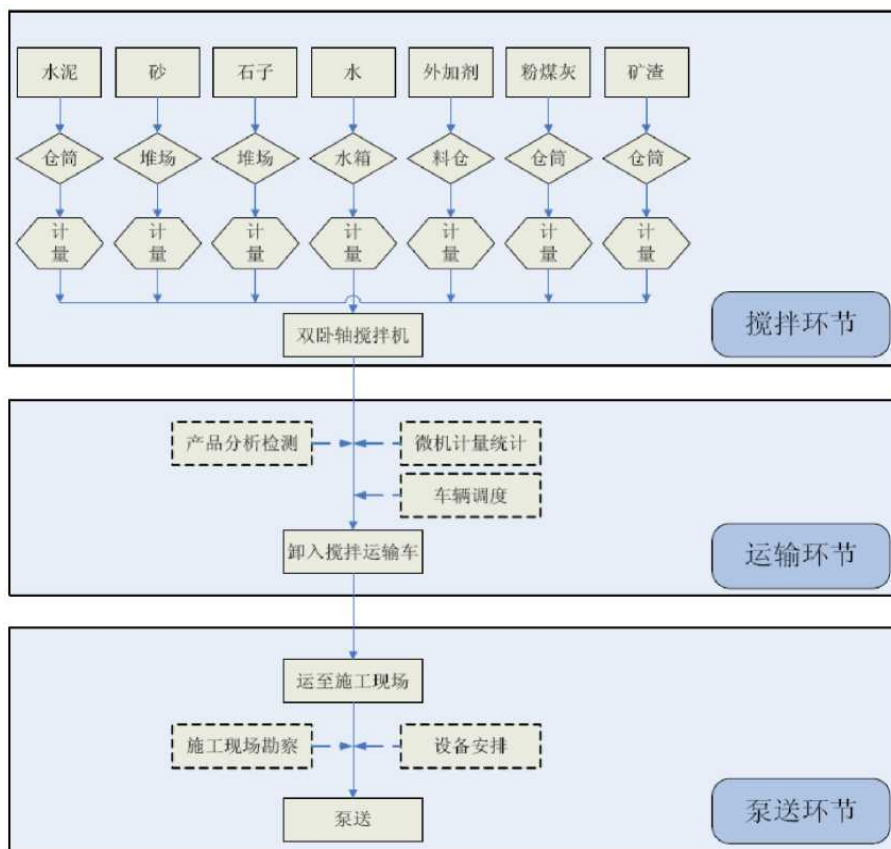 水泥
砂
石子
水
外加剂
粉煤灰
矿渣
仓筒
堆场
堆场
水箱
料仓
仓筒
仓筒
计
量
计
量
计
量
计
量
计
量
计
量
计
量
双卧轴搅拌机
搅拌环节
产品分析检测
微机计量统计
车辆调度
卸入搅拌运输车
运输环节
运至施工现场
施工现场勘察
设备安排
泵送
泵送环节